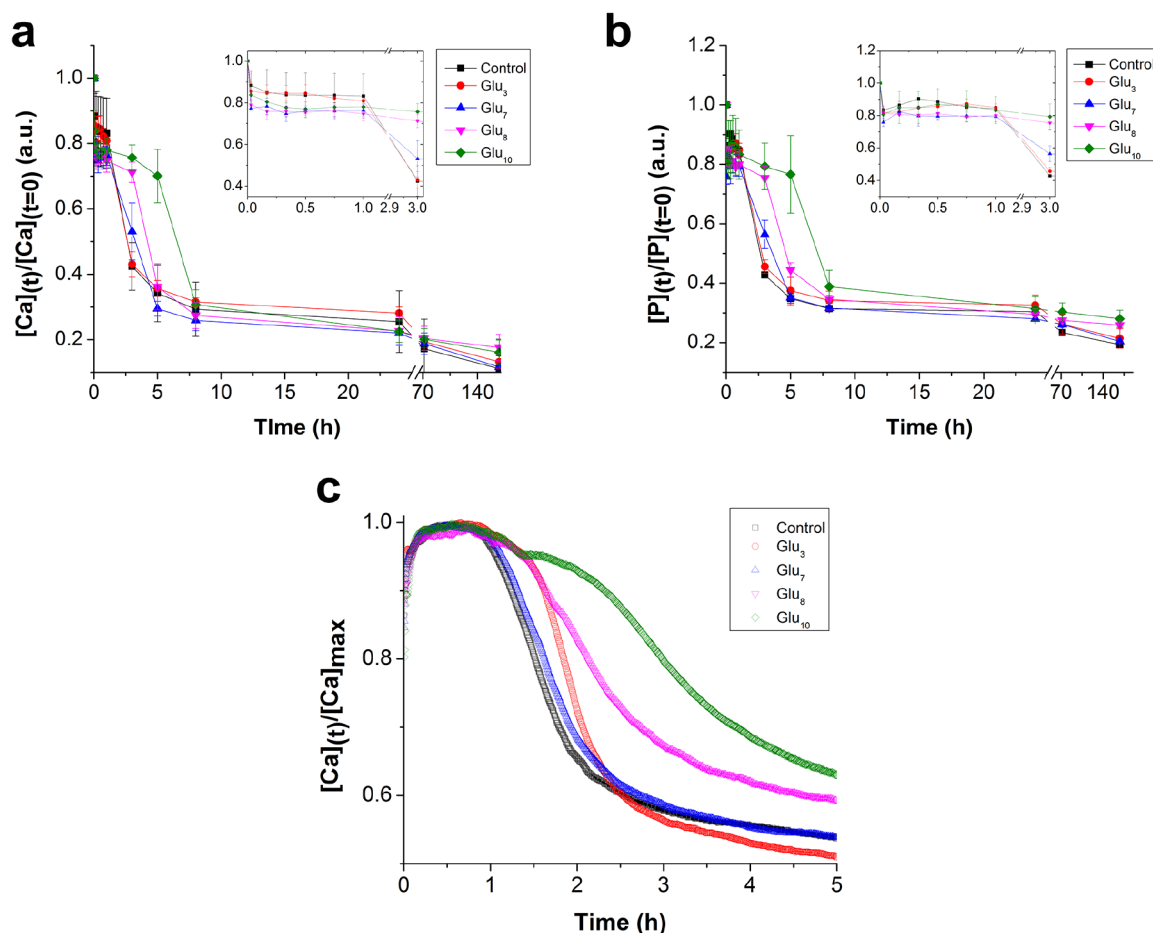 a
[Ca](t)/[Ca](t=0) (a.u.)
1.0
0.8
0.6
0.4
0.2
0
5
10
15
20
70
140
TIme (h)
1.0
0.8
0.6
0.4
0.0
0.5
1.0
2.9
3.0
Control
Glu3
Glu7
Glu8
Glu10
b
[P](t)/[P](t=0) (a.u.)
1.2
1.0
0.8
0.6
0.4
0.2
0
5
10
15
20
70
140
Time (h)
1.2
1.0
0.8
0.6
0.4
0.0
0.5
1.0
2.9
3.0
Control
Glu3
Glu7
Glu8
Glu10
c
[Ca](t)/[Ca]max
1.0
0.8
0.6
0
1
2
3
4
5
Time (h)
Control
Glu3
Glu7
Glu8
Glu10